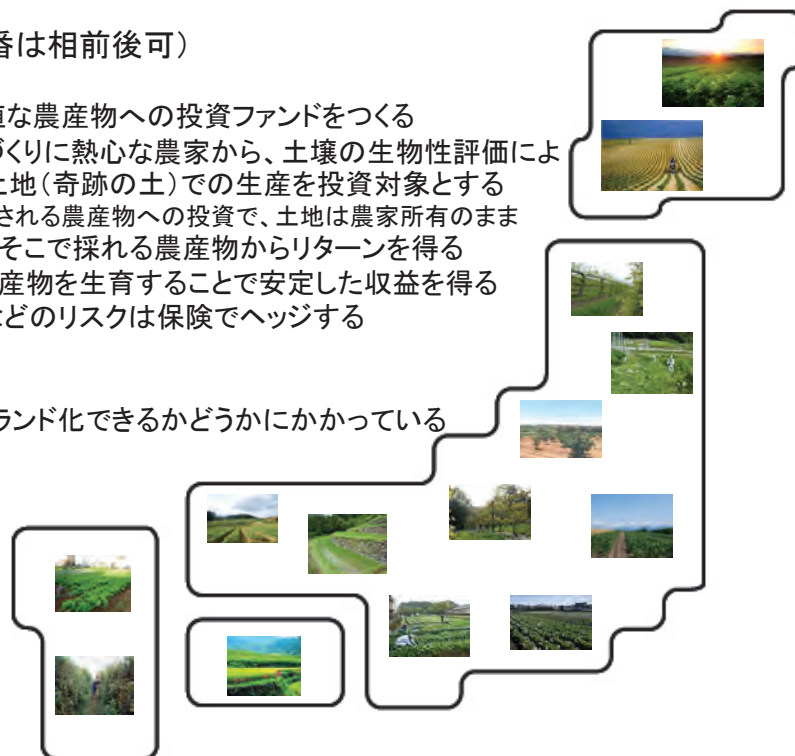 番は相前後可）
直な農産物への投資ファンドをつくる
づくりに熱心な農家から、土壌の生物性評価によ
土地（奇跡の土）での生産を投資対象とする
される農産物への投資で、土地は農家所有のまま
そこで採れる農産物からリターンを得る
産物を生育することで安定した収益を得る
などのリスクは保険でヘッジする
ランド化できるかどうかにかかっている